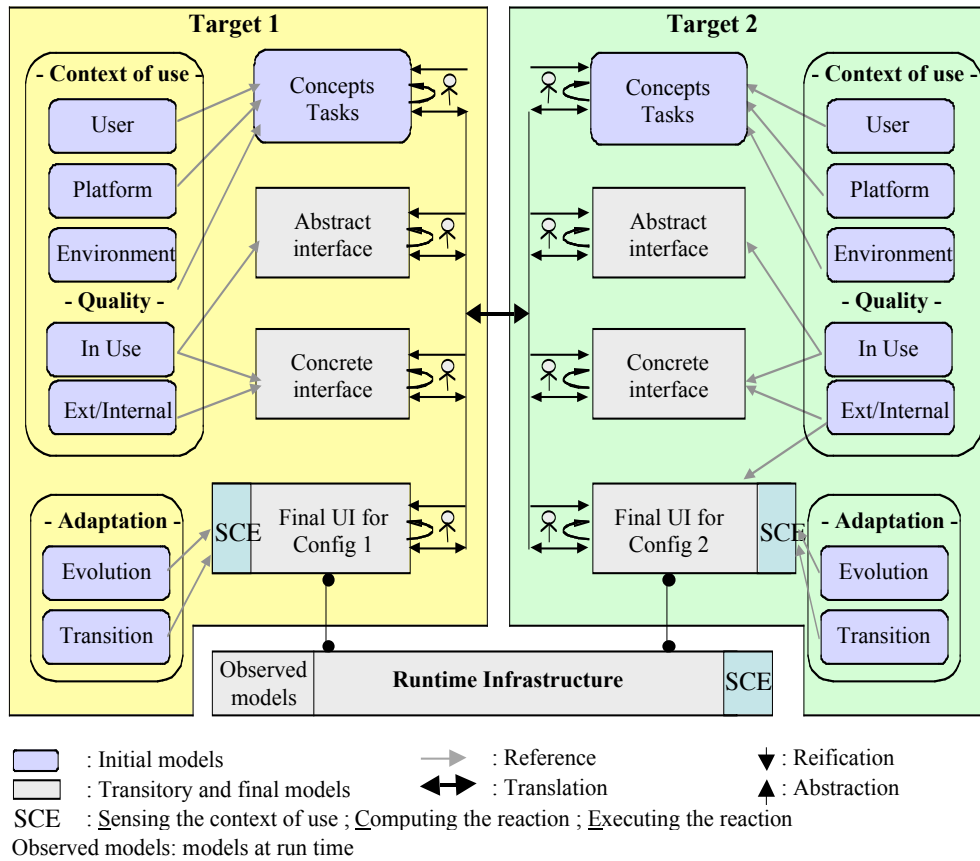 Target 1
- Context of use -
User
Platform
Environment
- Quality -
In Use
Ext/Internal
- Adaptation -
Evolution
Transition
Concepts
Tasks
Abstract
interface
Concrete
interface
SCE
Final UI for
Config 1
Target 2
Concepts
Tasks
Abstract
interface
Concrete
interface
Final UI for
Config 2
SCE
- Context of use -
User
Platform
Environment
- Quality -
In Use
Ext/Internal
- Adaptation -
Evolution
Transition
Observed
models
Runtime Infrastructure
SCE
: Initial models
: Reference
: Reification
: Transitory and final models
: Translation
: Abstraction
SCE : Sensing the context of use ; Computing the reaction ; Executing the reaction
Observed models: models at run time